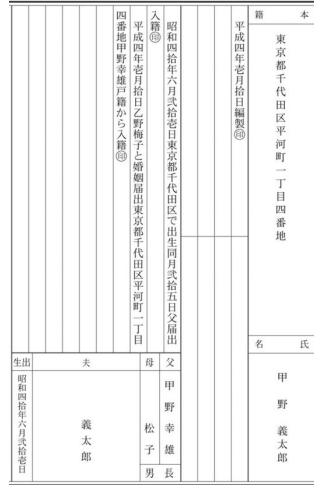 本籍
東京都千代田区平河町一丁目四番地
氏名
甲野義太郎
平成四年壱月拾日編製㊞
昭和四拾年六月弐拾壱日東京都千代田区で出生同月弐拾五日父届出
入籍㊞
平成四年壱月拾日乙野梅子と婚姻届出東京都千代田区平河町一丁目
四番地甲野幸雄戸籍から入籍㊞
父
甲野幸雄
長
母
松子
男
夫
義太郎
出生
昭和四拾年六月弐拾壱日